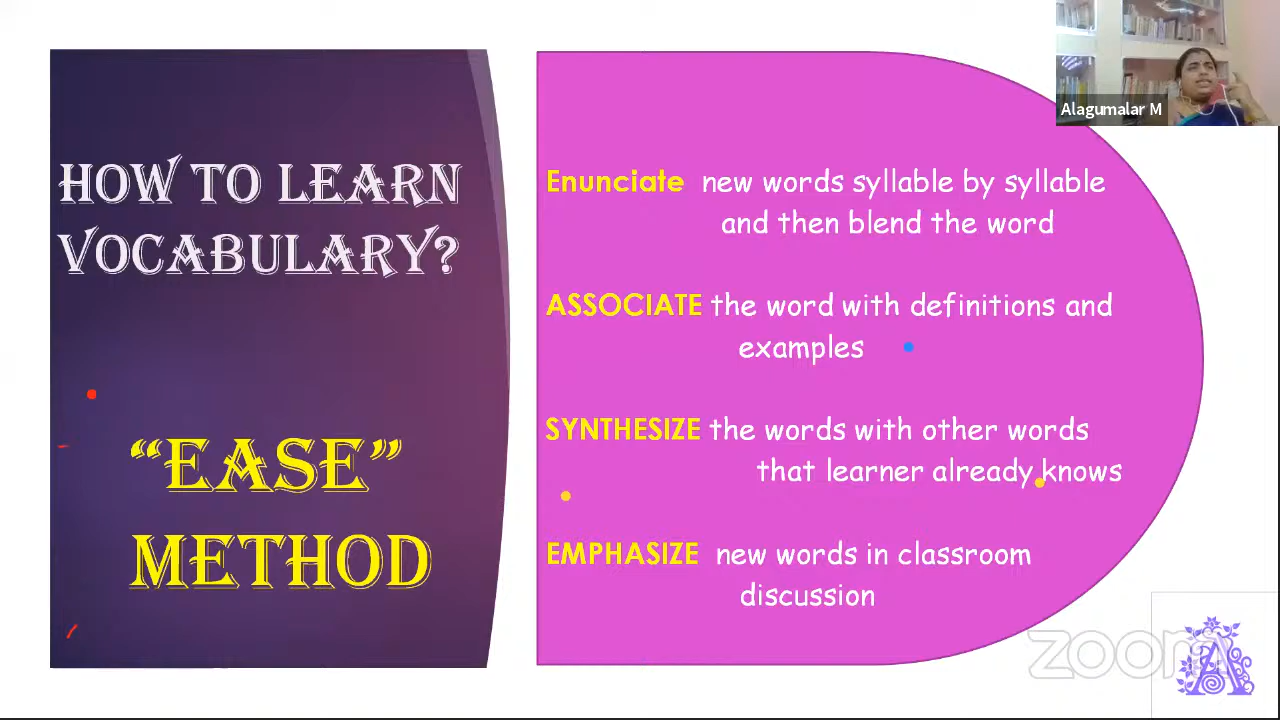 HOW TO LEARN
VOCABULARY?
“EASE”
METHOD
Enunciate new words syllable by syllable
and then blend the word
ASSOCIATE the word with definitions and
examples
SYNTHESIZE the words with other words
that learner already knows
EMPHASIZE new words in classroom
discussion
Alagumalar M
zoom
A